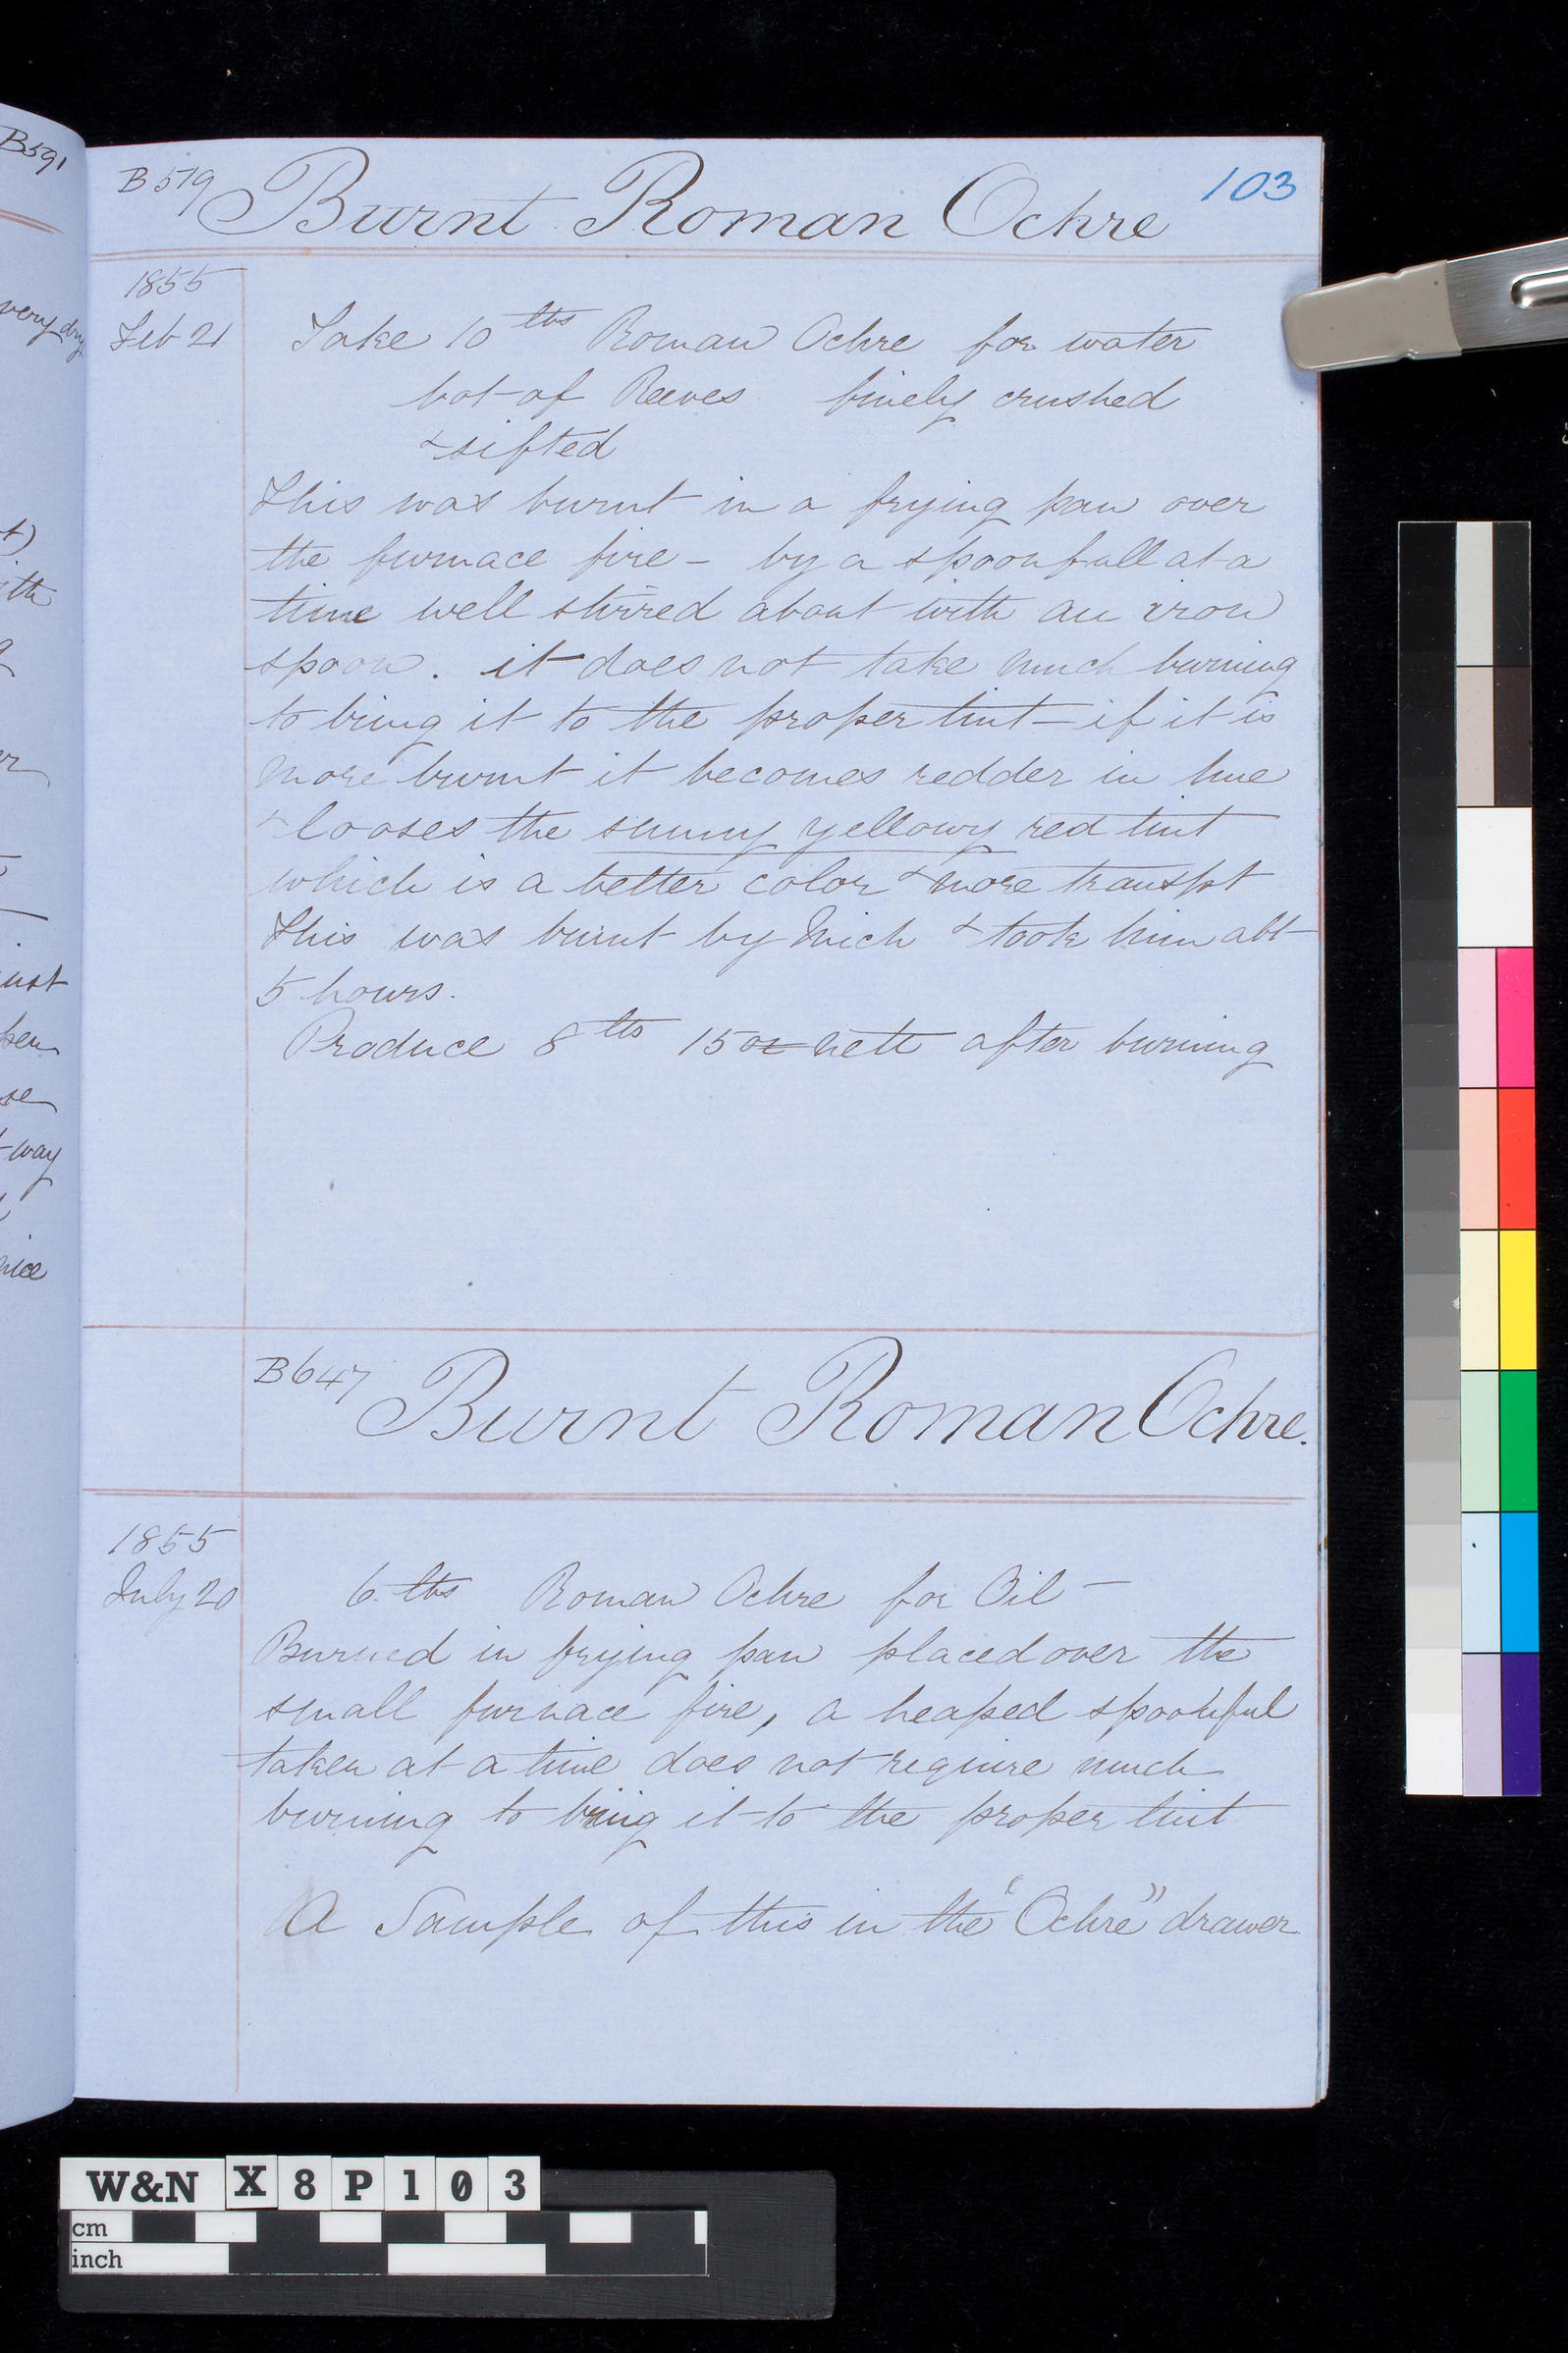 B591
very dry
t)
ith
er
ust
per
se
t-way
nice
B579 Burnt Roman Ochre 103
1855
Feb 21 Take 10 lbs Roman Ochre for water
bot of Reeves finely crushed
& sifted
This was burnt in a frying pan over
the furnace fire - by a spoonfull at a
time well stirred about with an iron
spoon. it does not take much burning
to bring it to the proper tint - if it is
more burnt it becomes redder in hue
& looses the sunny yellowy red tint
which is a better color & more transpt
This was burnt by Mich & took him abt
5 hours.
Produce 8 lbs 15 oz nett after burning
B647 Burnt Roman Ochre.
1855
July 20 6 lbs Roman Ochre for Oil -
Burned in frying pan placed over the
small furnace fire, a heaped spoonful
taken at a time does not require much
burning to bring it to the proper tint
A Sample of this in the "Ochre" drawer
W&N X8P103
cm
inch